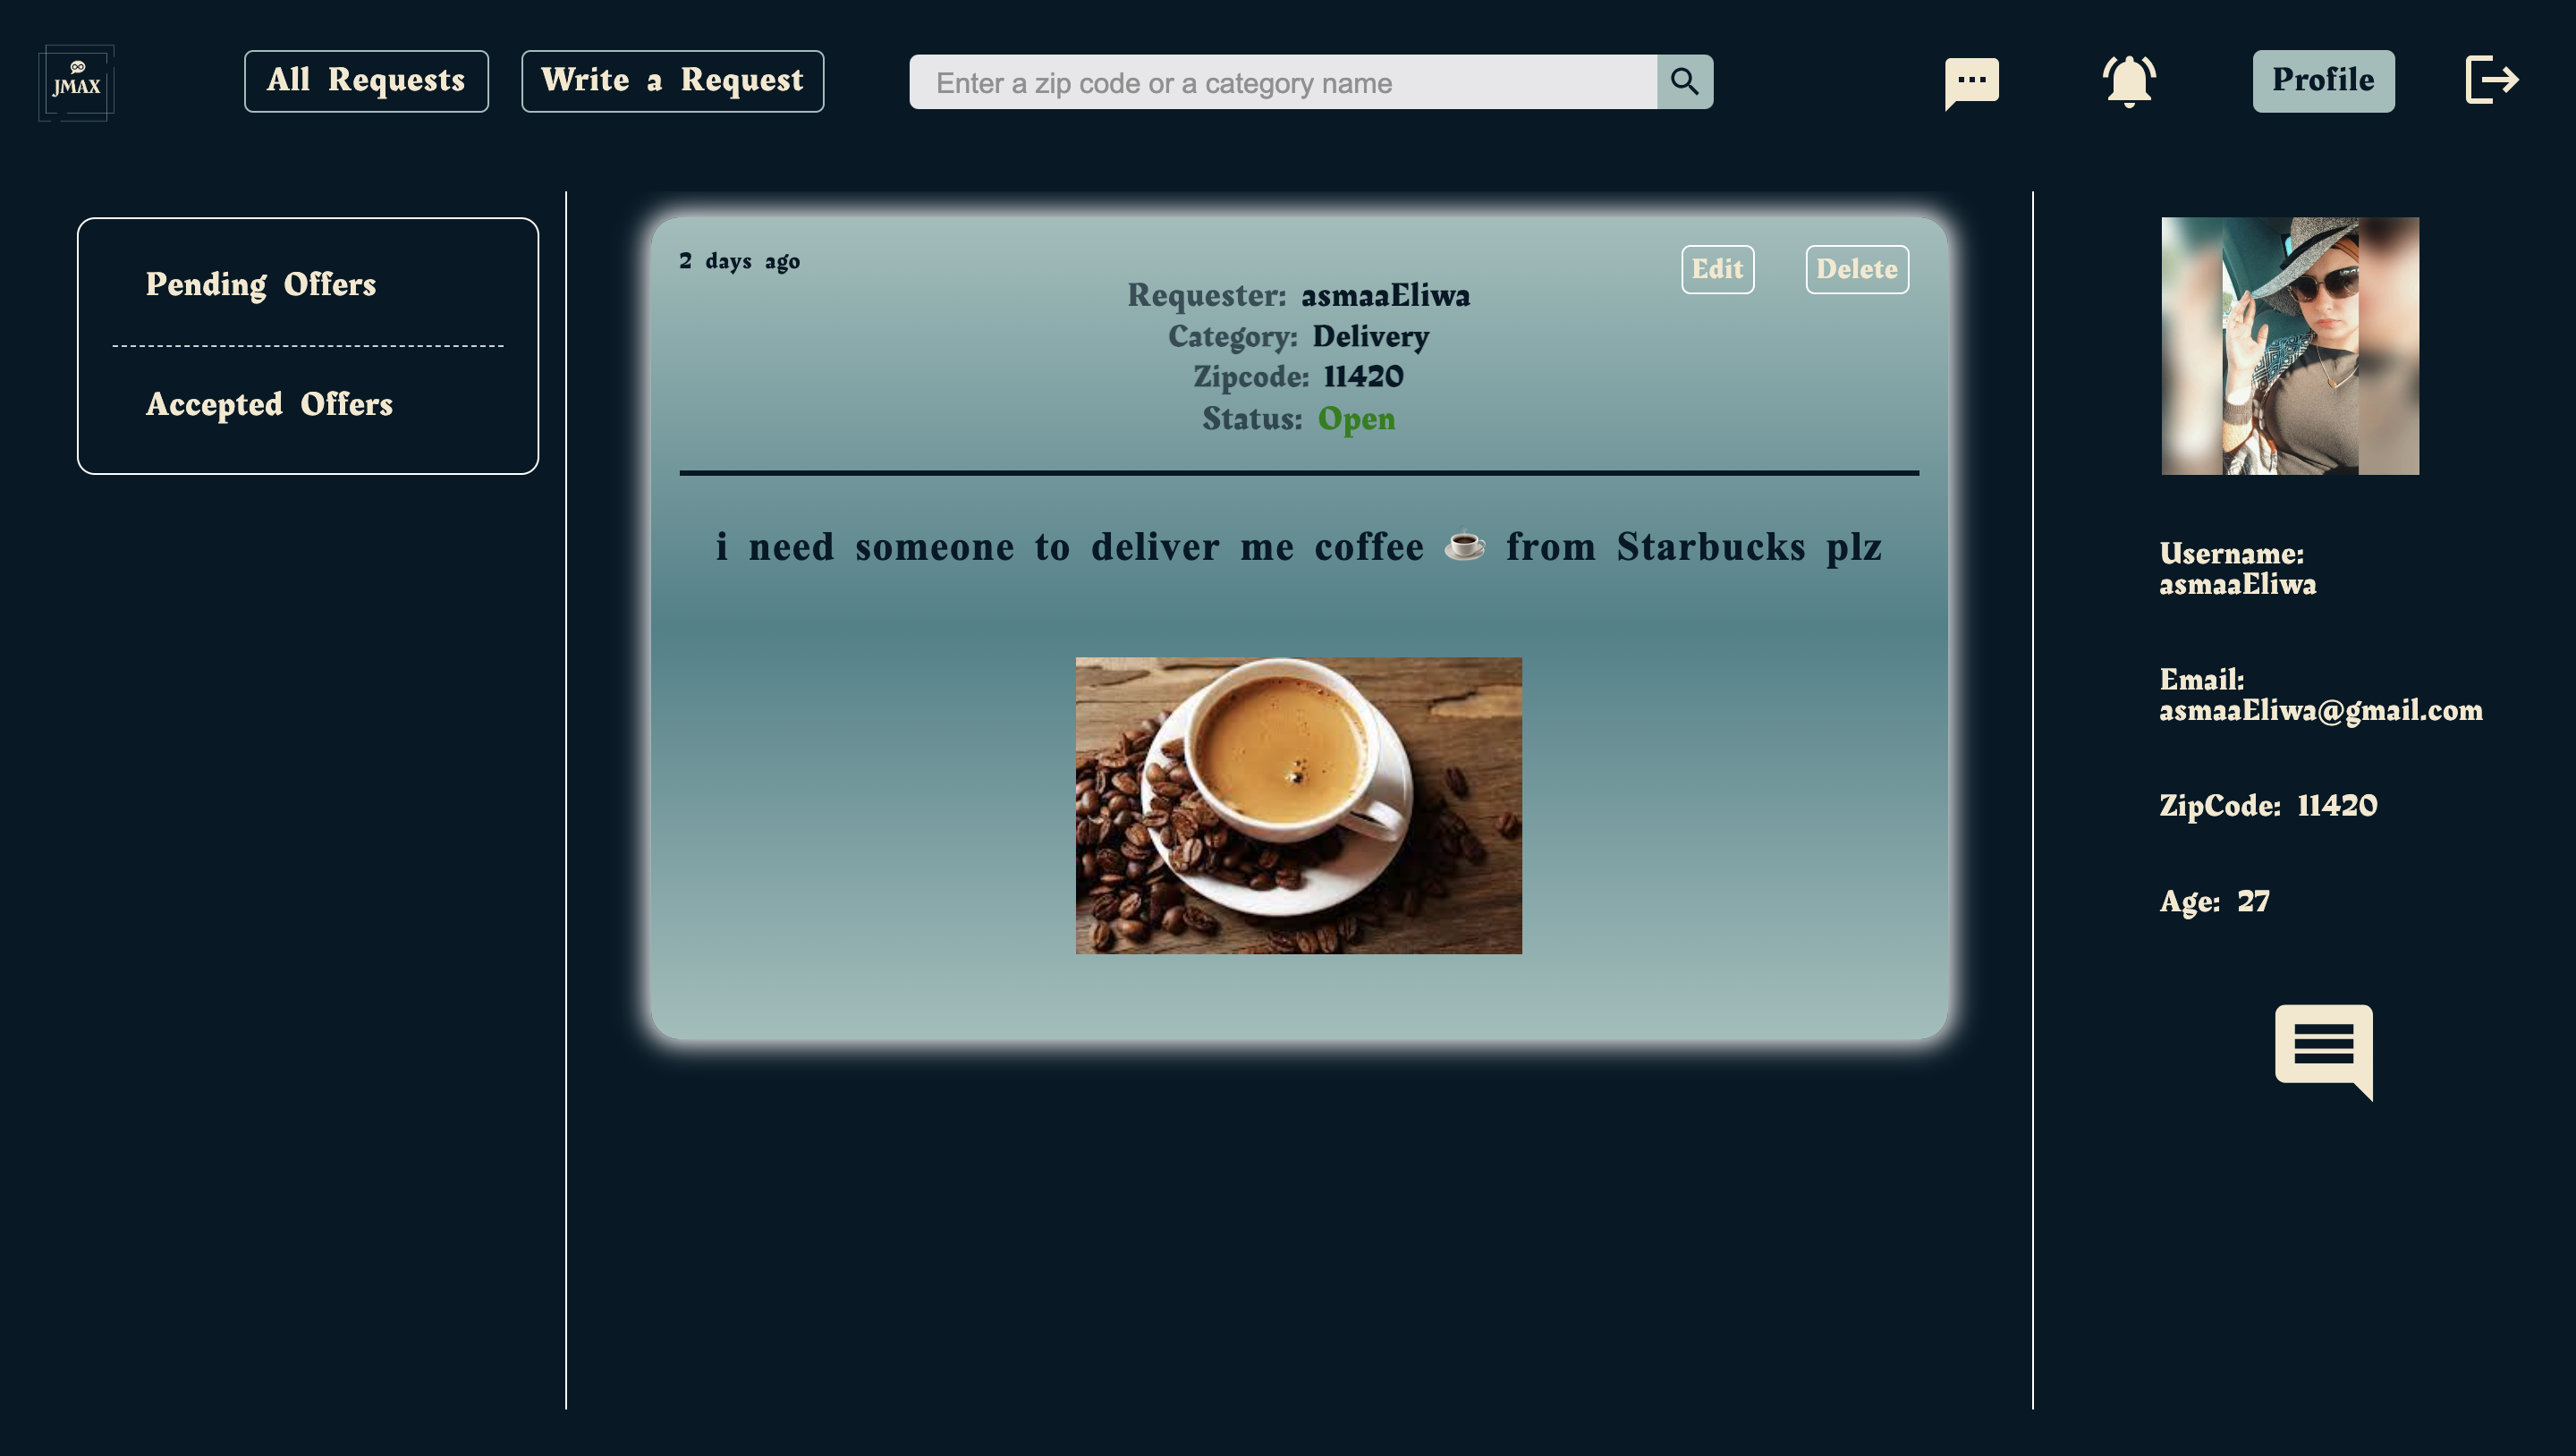 JMAX
All Requests
Write a Request
Enter a zip code or a category name
Profile
Pending Offers
Accepted Offers
2 days ago
Edit
Delete
Requester: asmaaEliwa
Category: Delivery
Zipcode: 11420
Status: Open
i need someone to deliver me coffee ☕ from Starbucks plz
Username:
asmaaEliwa
Email:
asmaaEliwa@gmail.com
ZipCode: 11420
Age: 27